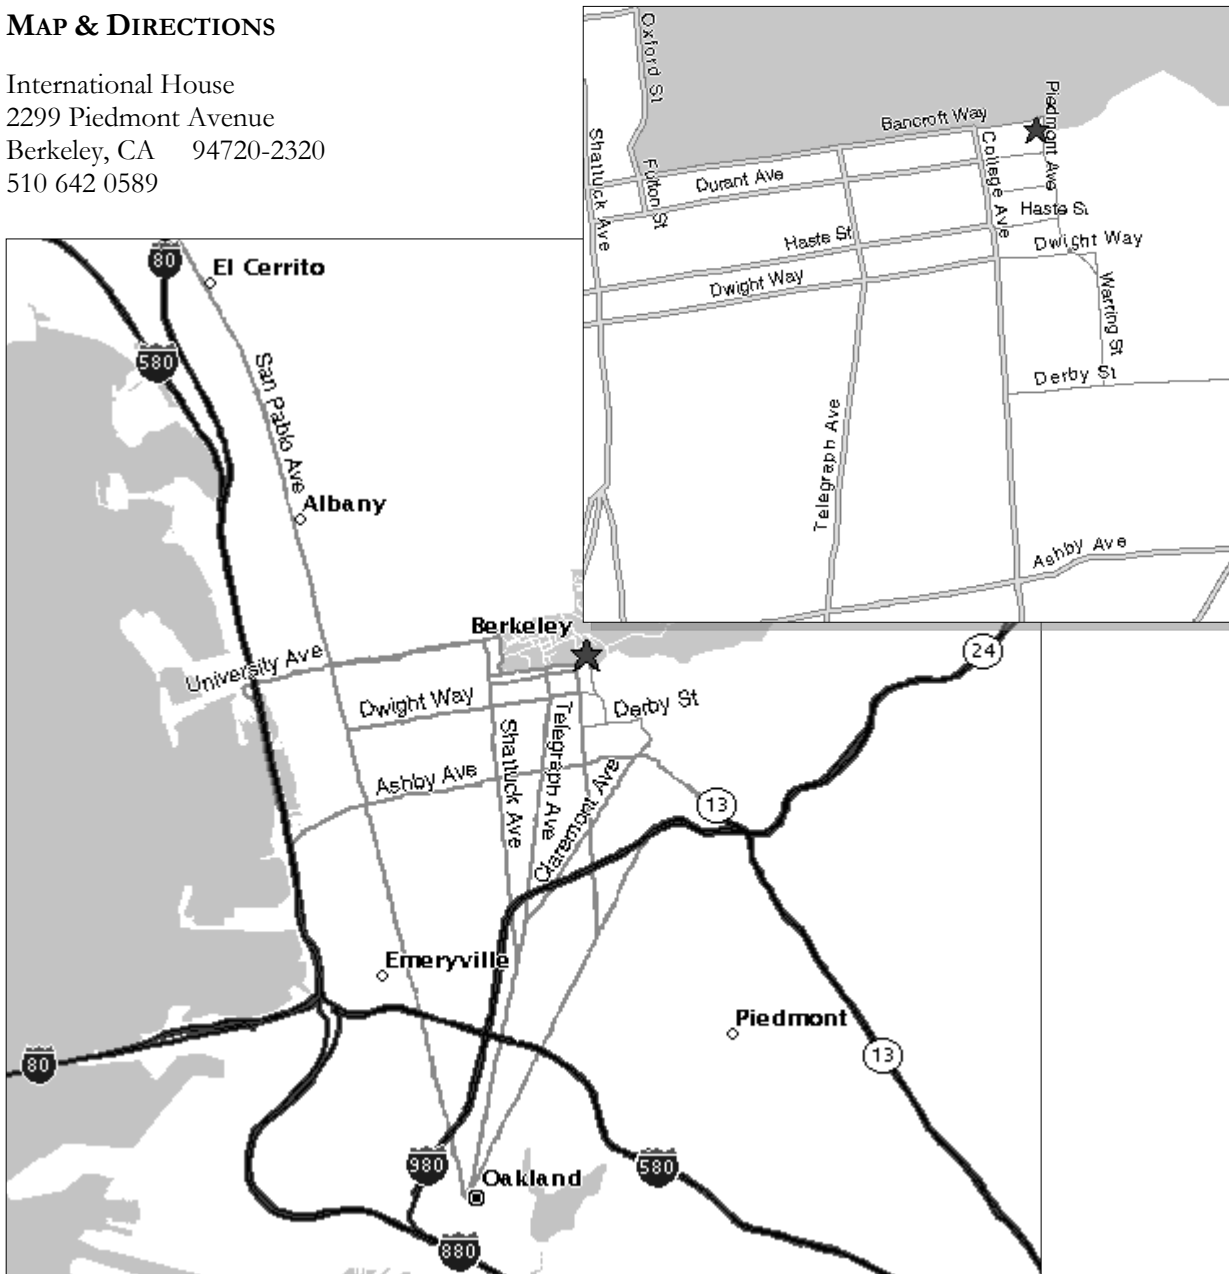 MAP & DIRECTIONS
International House
2299 Piedmont Avenue
Berkeley, CA 94720-2320
510 642 0589
Oxford St
Piedmont Ave
Bancroft Way
Shattuck Ave
Fulton St
Durant Ave
College Ave
Haste St
Haste St
Dwight Way
Dwight Way
Warring St
Derby St
Telegraph Ave
Ashby Ave
80
El Cerrito
580
San Pablo Ave
Albany
Berkeley
University Ave
24
Dwight Way
Derby St
Shattuck Ave
Telegraph Ave
Ashby Ave
Claremont Ave
13
Emeryville
Piedmont
80
13
980
Oakland
580
880